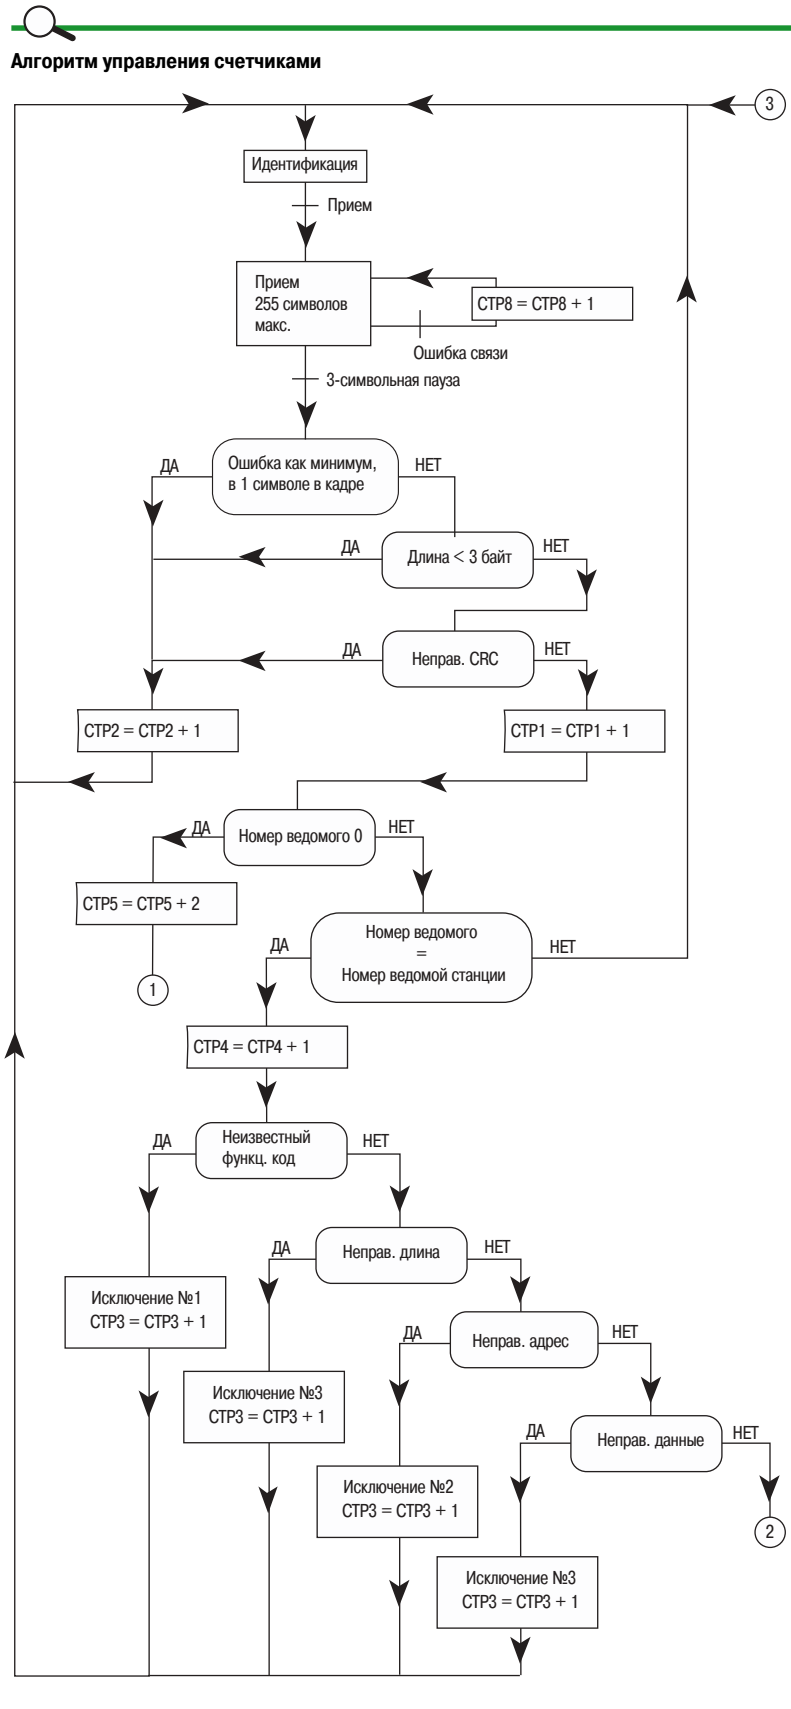 Алгоритм управления счетчиками
3
Идентификация
Прием
Прием
255 символов
макс.
СТР8 = СТР8 + 1
Ошибка связи
3-символьная пауза
ДА
Ошибка как минимум,
в 1 символе в кадре
НЕТ
ДА
Длина < 3 байт
НЕТ
ДА
Неправ. CRC
НЕТ
СТР2 = СТР2 + 1
СТР1 = СТР1 + 1
ДА
Номер ведомого 0
НЕТ
СТР5 = СТР5 + 2
ДА
Номер ведомого
=
Номер ведомой станции
НЕТ
1
СТР4 = СТР4 + 1
ДА
Неизвестный
функц. код
НЕТ
ДА
Неправ. длина
НЕТ
Исключение №1
СТР3 = СТР3 + 1
ДА
Неправ. адрес
НЕТ
Исключение №3
СТР3 = СТР3 + 1
ДА
Неправ. данные
НЕТ
Исключение №2
СТР3 = СТР3 + 1
2
Исключение №3
СТР3 = СТР3 + 1